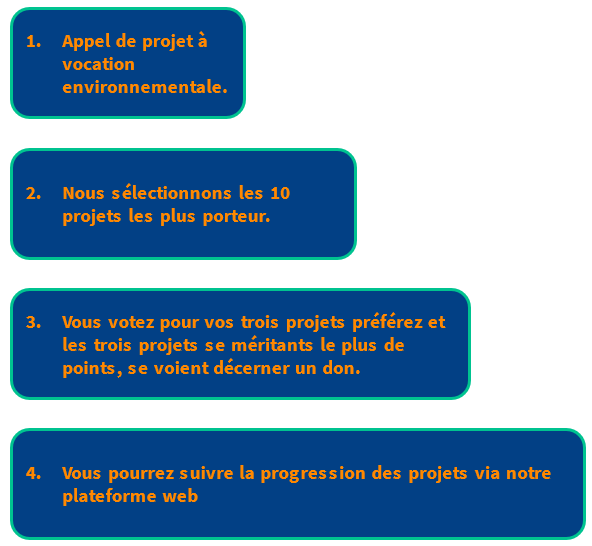 1. Appel de projet à
vocation
environnementale.
2. Nous sélectionnons les 10
projets les plus porteur.
3. Vous votez pour vos trois projets préférez et
les trois projets se méritants le plus de
points, se voient décerner un don.
4. Vous pourrez suivre la progression des projets via notre
plateforme web